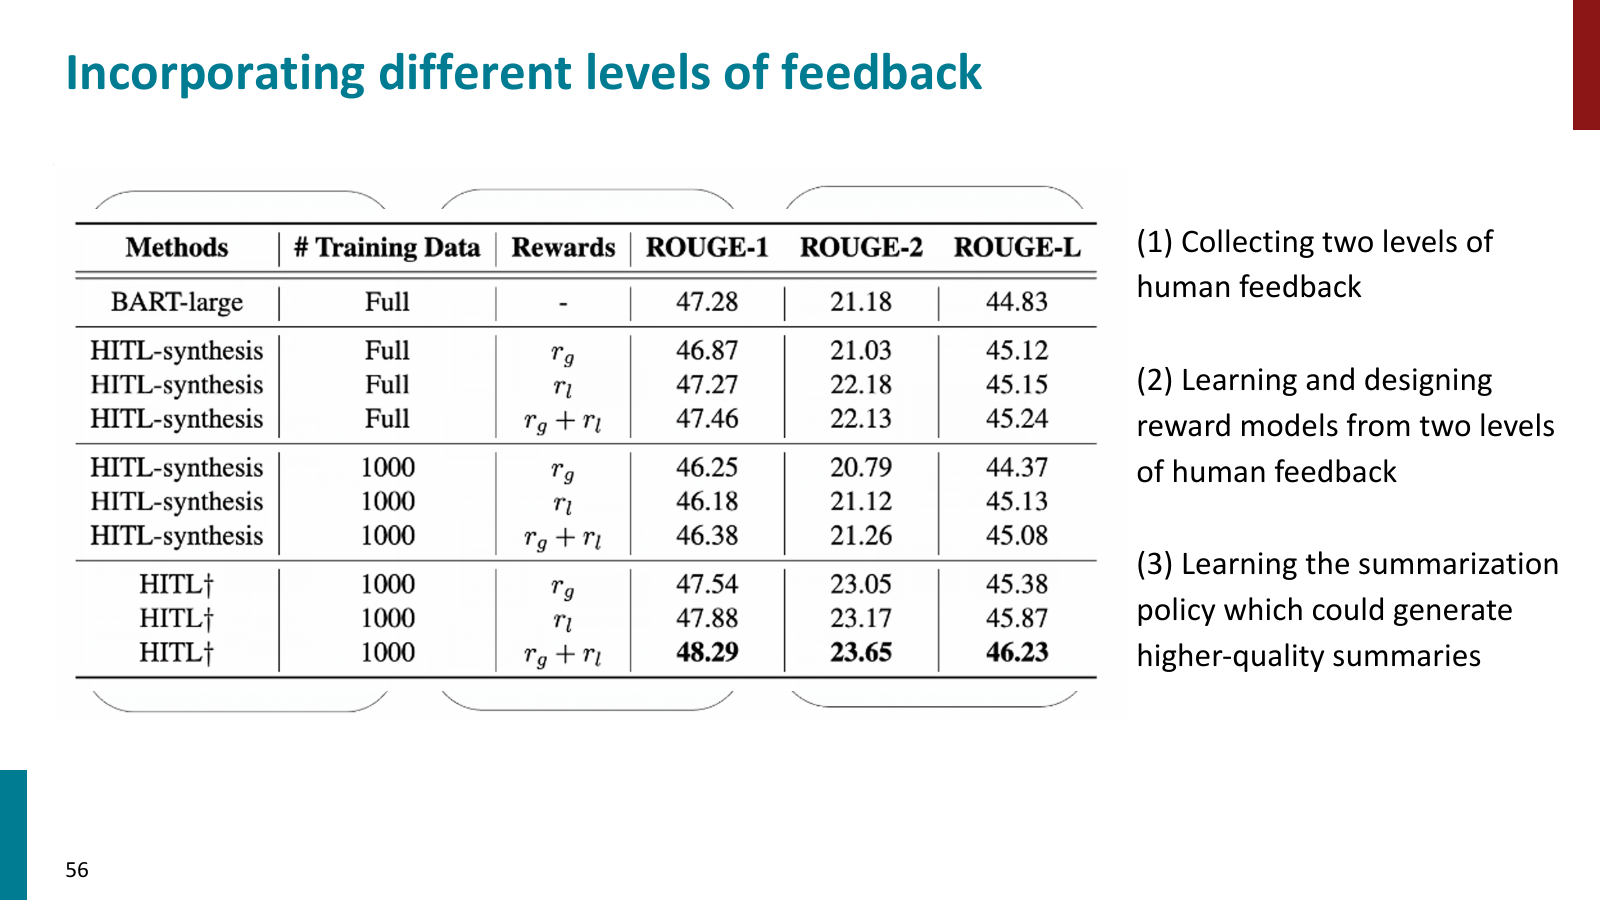 Incorporating different levels of feedback
Methods # Training Data Rewards ROUGE-1 ROUGE-2 ROUGE-L
BART-large Full - 47.28 21.18 44.83
HITL-synthesis Full r_g 46.87 21.03 45.12
HITL-synthesis Full r_l 47.27 22.18 45.15
HITL-synthesis Full r_g + r_l 47.46 22.13 45.24
HITL-synthesis 1000 r_g 46.25 20.79 44.37
HITL-synthesis 1000 r_l 46.18 21.12 45.13
HITL-synthesis 1000 r_g + r_l 46.38 21.26 45.08
HITL† 1000 r_g 47.54 23.05 45.38
HITL† 1000 r_l 47.88 23.17 45.87
HITL† 1000 r_g + r_l 48.29 23.65 46.23
(1) Collecting two levels of
human feedback
(2) Learning and designing
reward models from two levels
of human feedback
(3) Learning the summarization
policy which could generate
higher-quality summaries
56